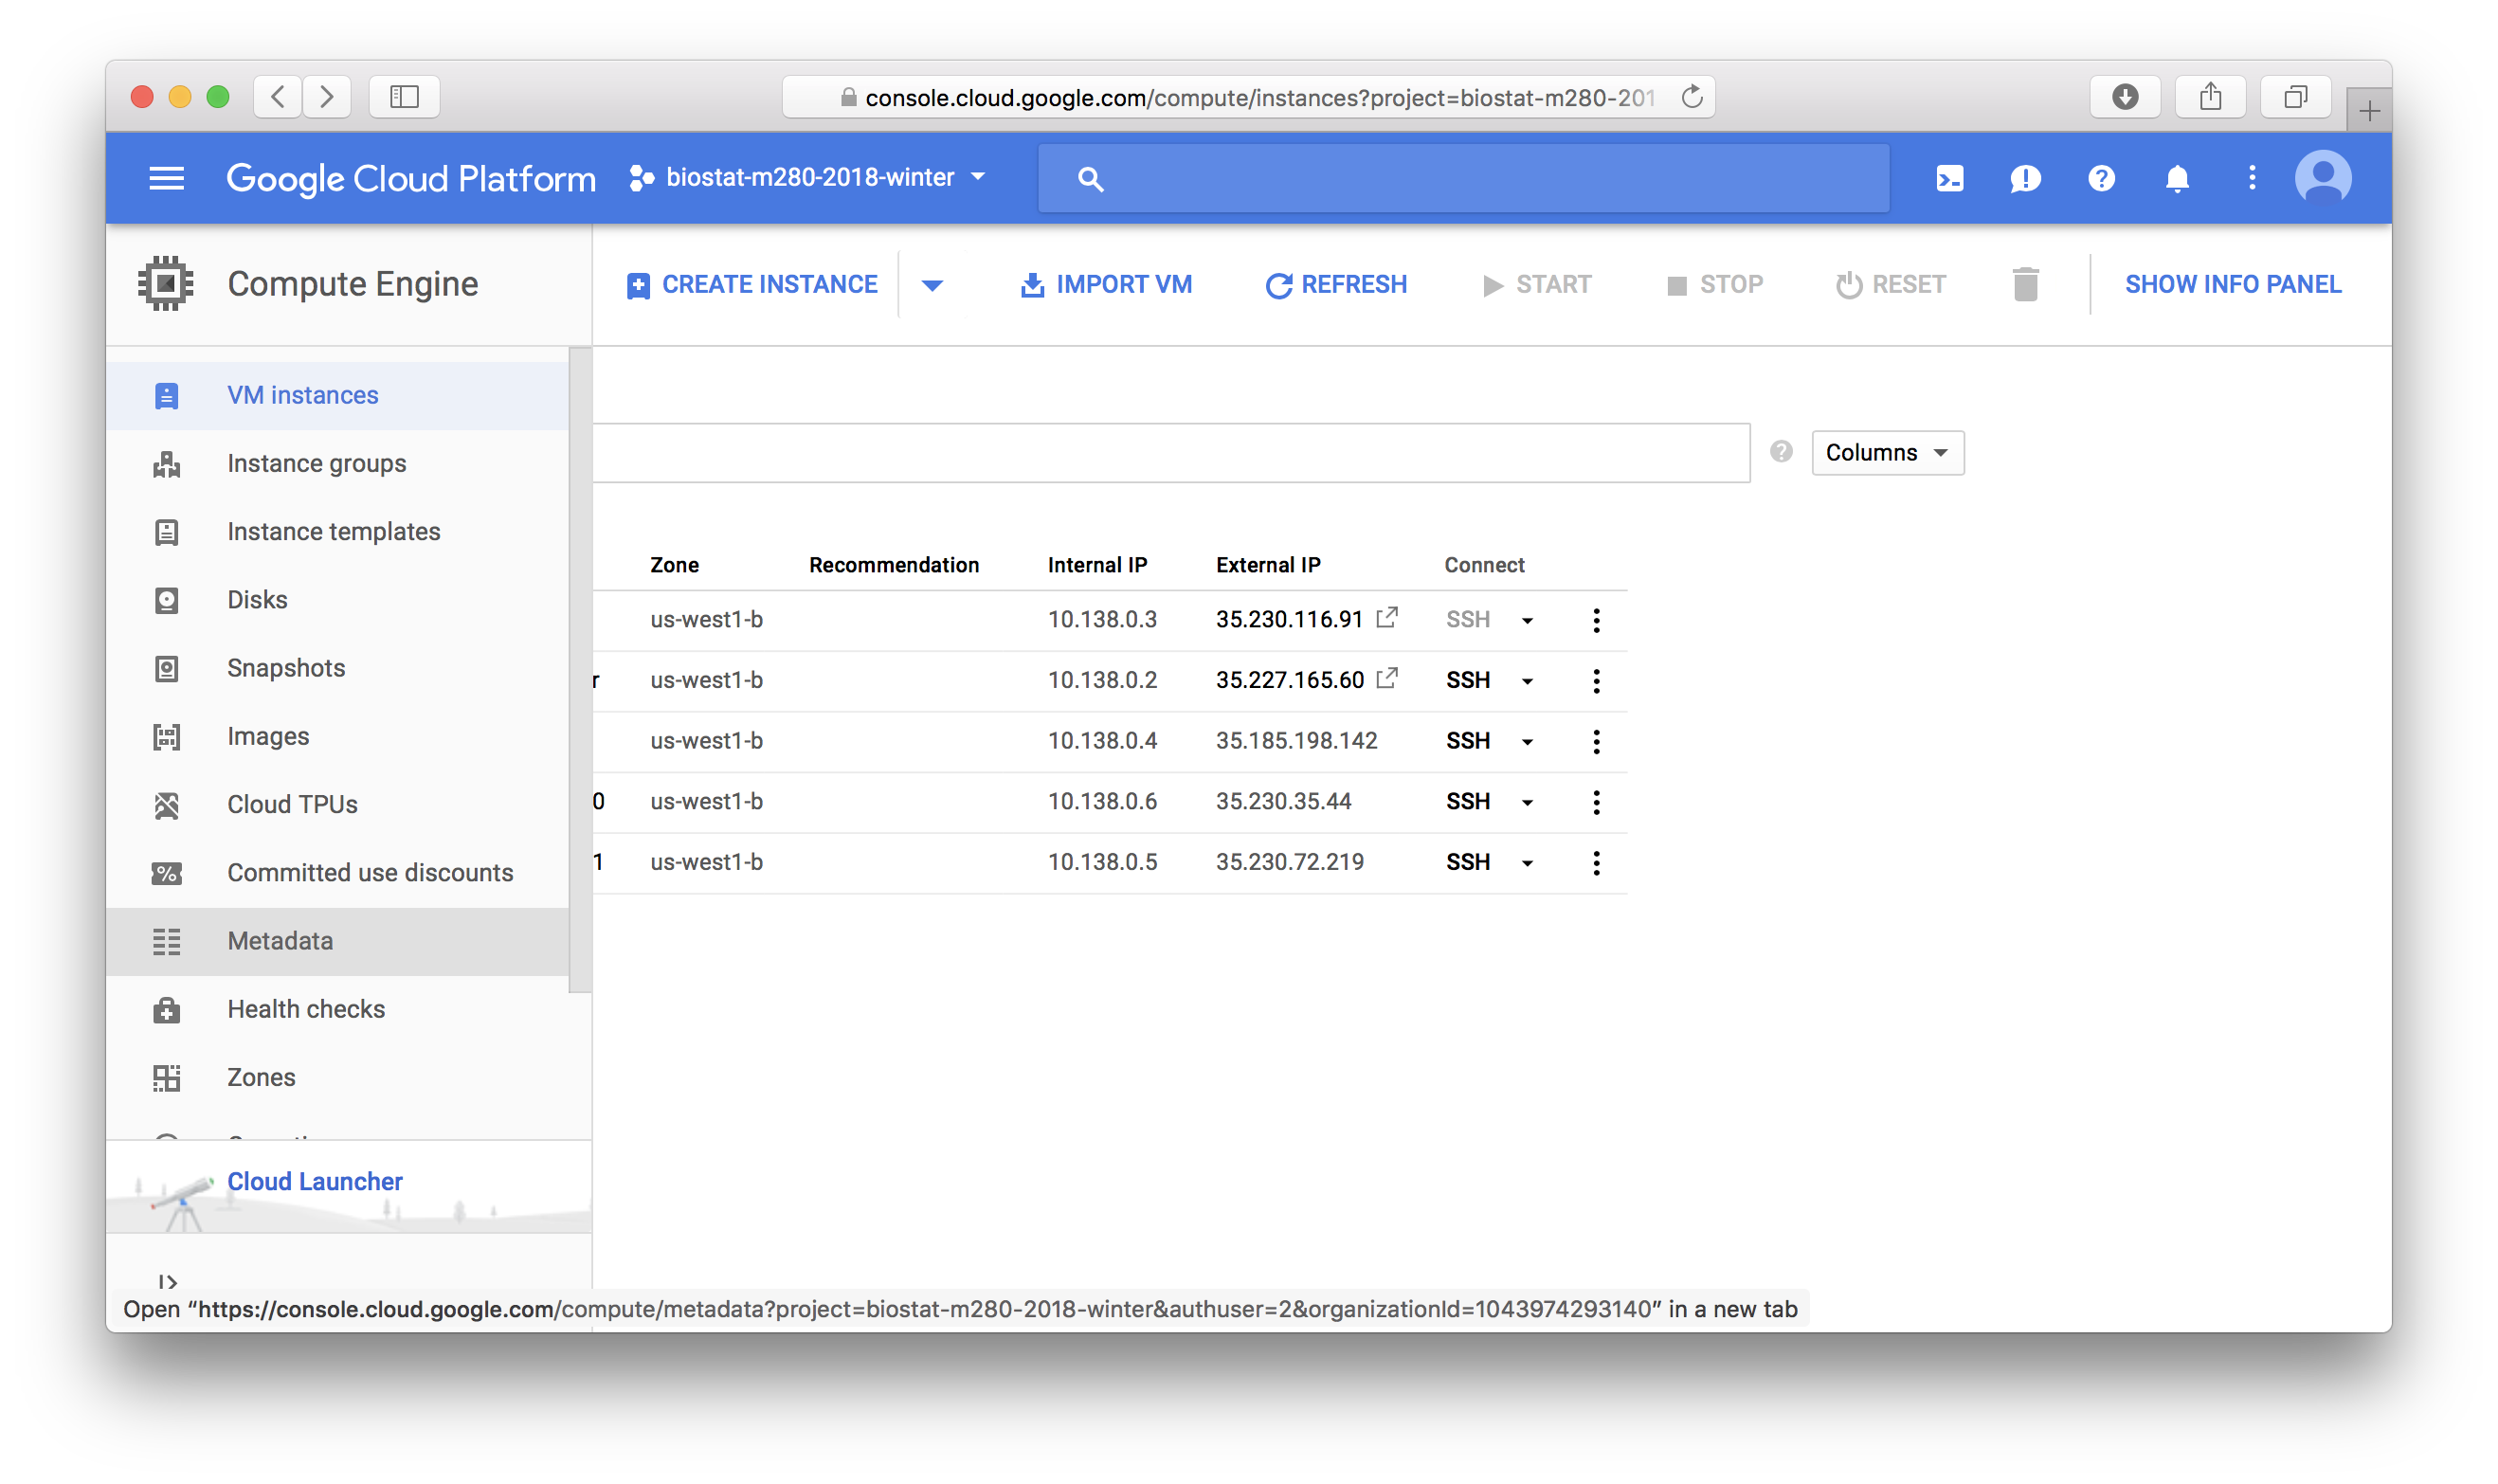 console.cloud.google.com/compute/instances?project=biostat-m280-201
Google Cloud Platform biostat-m280-2018-winter
Compute Engine
CREATE INSTANCE IMPORT VM REFRESH START STOP RESET SHOW INFO PANEL
VM instances
Instance groups
Instance templates
Disks
Snapshots
Images
Cloud TPUs
Committed use discounts
Metadata
Health checks
Zones
Cloud Launcher
Columns
Zone Recommendation Internal IP External IP Connect
us-west1-b 10.138.0.3 35.230.116.91 SSH
r us-west1-b 10.138.0.2 35.227.165.60 SSH
us-west1-b 10.138.0.4 35.185.198.142 SSH
0 us-west1-b 10.138.0.6 35.230.35.44 SSH
1 us-west1-b 10.138.0.5 35.230.72.219 SSH
Open “https://console.cloud.google.com/compute/metadata?project=biostat-m280-2018-winter&authuser=2&organizationId=1043974293140” in a new tab